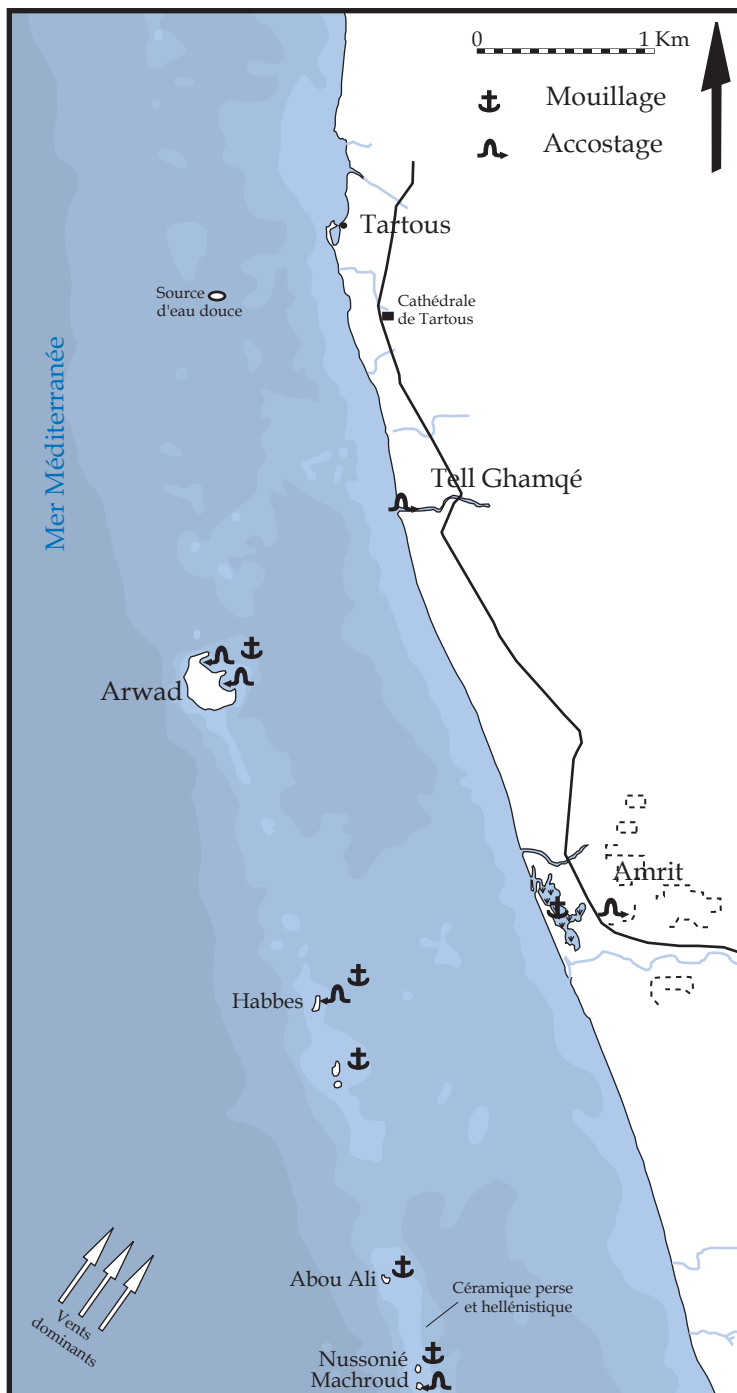 0 1 Km
Mouillage
Accostage
Tartous
Source
d'eau douce
Cathédrale
de Tartous
Mer Méditerranée
Tell Ghamqé
Arwad
Amrit
Habbes
Abou Ali
Céramique perse
et hellénistique
Vents
dominants
Nussonié
Machroud